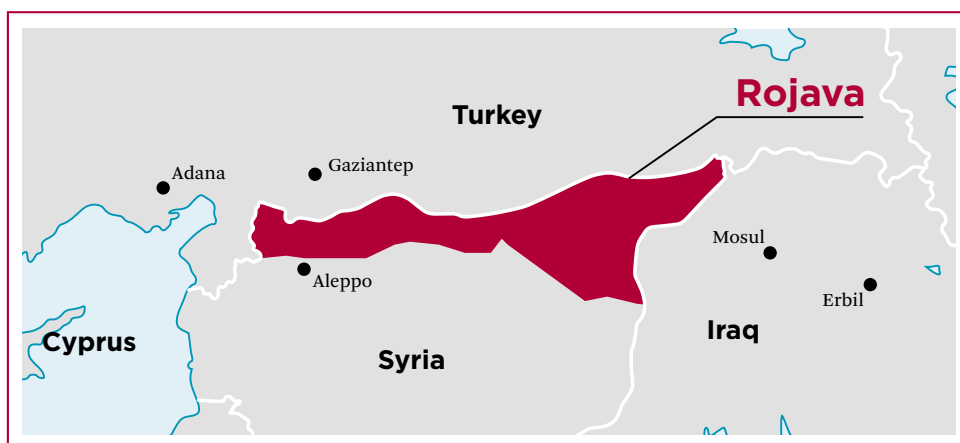 Rojava
Turkey
Gaziantep
Adana
Mosul
Aleppo
Erbil
Cyprus
Iraq
Syria